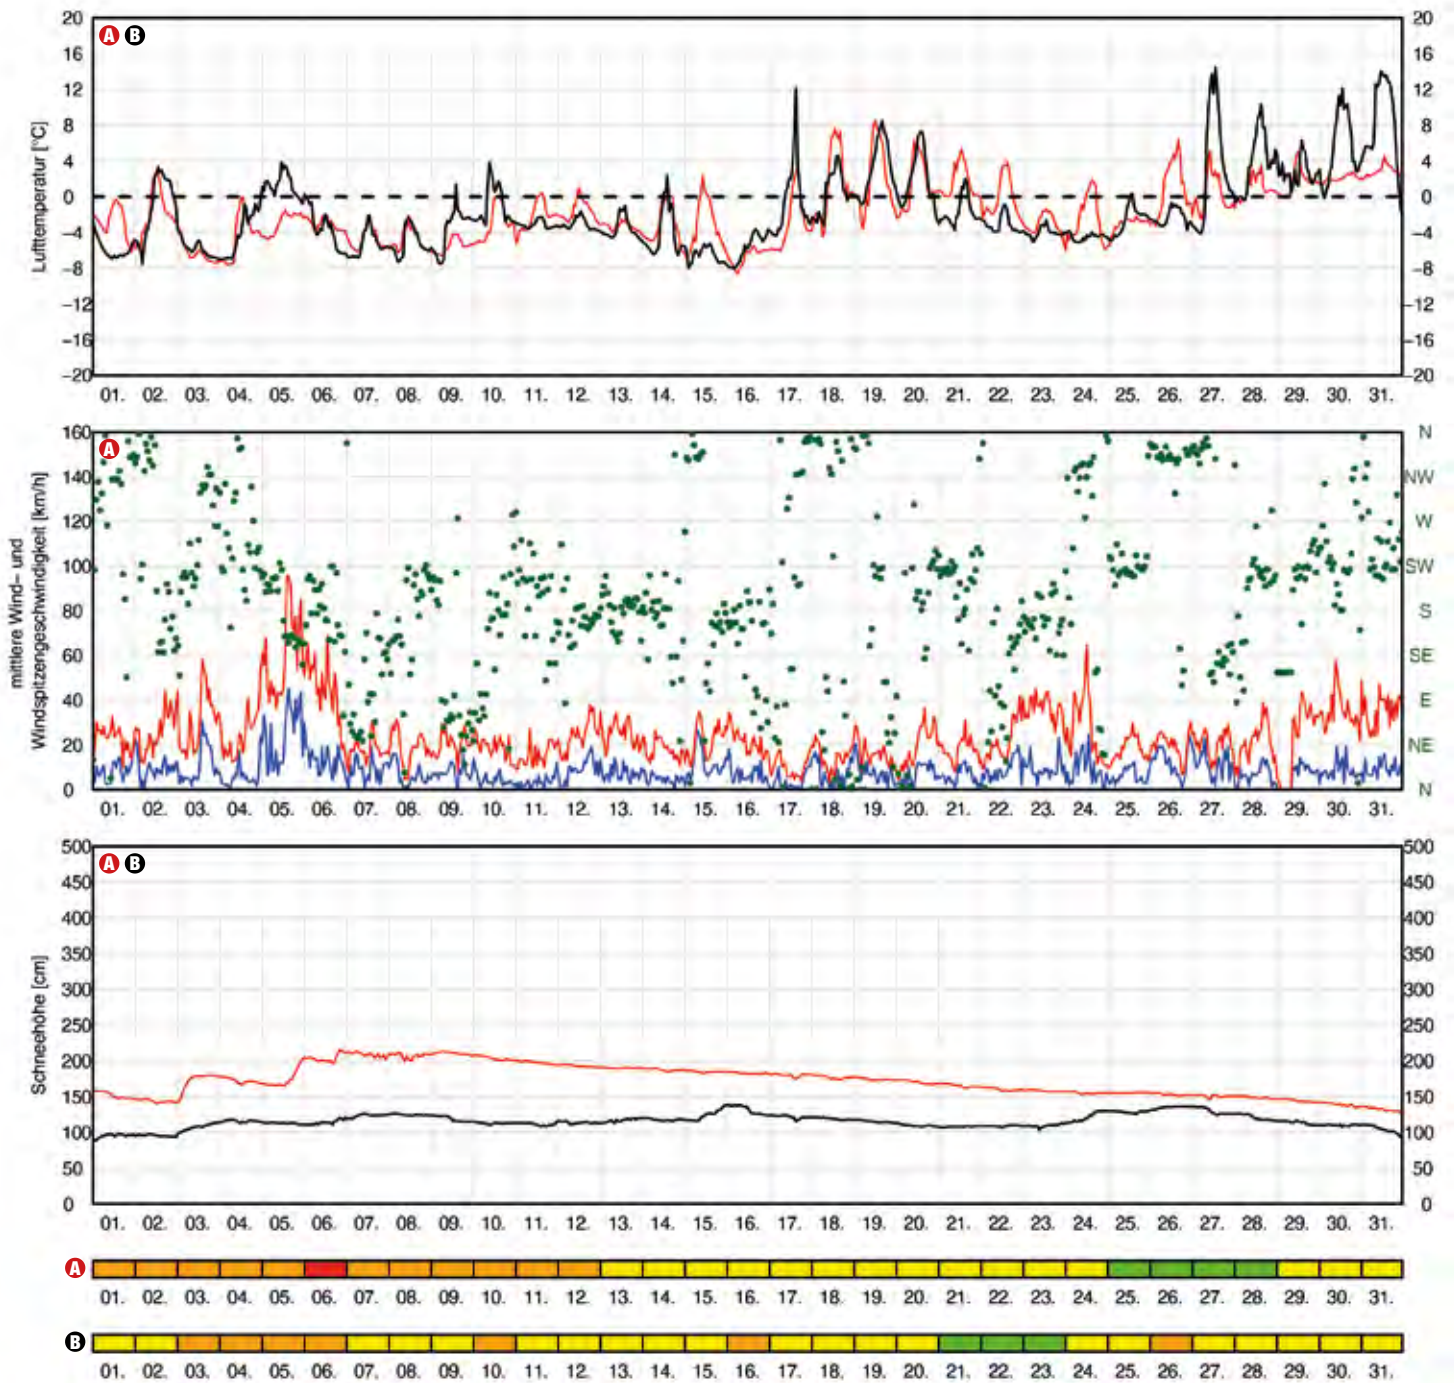 20 20
A B
16 16
12 12
8 8
4 4
0 0
−4 −4
−8 −8
−12 −12
−16 −16
−20 −20
Lufttemperatur [°C]
01. 02. 03. 04. 05. 06. 07. 08. 09. 10. 11. 12. 13. 14. 15. 16. 17. 18. 19. 20. 21. 22. 23. 24. 25. 26. 27. 28. 29. 30. 31.
160 N
A
140 NW
120 W
100 SW
80 S
60 SE
40 E
20 NE
0 N
mittlere Wind− und
Windspitzengeschwindigkeit [km/h]
01. 02. 03. 04. 05. 06. 07. 08. 09. 10. 11. 12. 13. 14. 15. 16. 17. 18. 19. 20. 21. 22. 23. 24. 25. 26. 27. 28. 29. 30. 31.
500 500
A B
450 450
400 400
350 350
300 300
250 250
200 200
150 150
100 100
50 50
0 0
Schneehöhe [cm]
01. 02. 03. 04. 05. 06. 07. 08. 09. 10. 11. 12. 13. 14. 15. 16. 17. 18. 19. 20. 21. 22. 23. 24. 25. 26. 27. 28. 29. 30. 31.
A
01. 02. 03. 04. 05. 06. 07. 08. 09. 10. 11. 12. 13. 14. 15. 16. 17. 18. 19. 20. 21. 22. 23. 24. 25. 26. 27. 28. 29. 30. 31.
B
01. 02. 03. 04. 05. 06. 07. 08. 09. 10. 11. 12. 13. 14. 15. 16. 17. 18. 19. 20. 21. 22. 23. 24. 25. 26. 27. 28. 29. 30. 31.